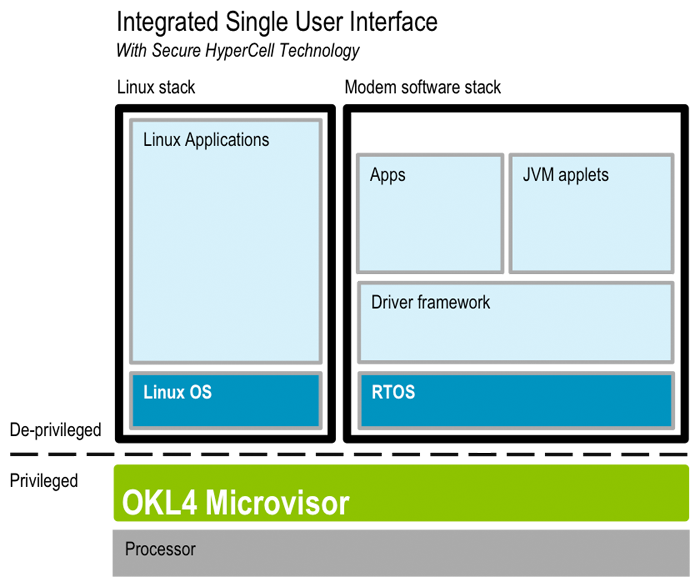 Integrated Single User Interface
With Secure HyperCell Technology
Linux stack
Modem software stack
Linux Applications
Apps
JVM applets
Driver framework
Linux OS
RTOS
De-privileged
Privileged
OKL4 Microvisor
Processor